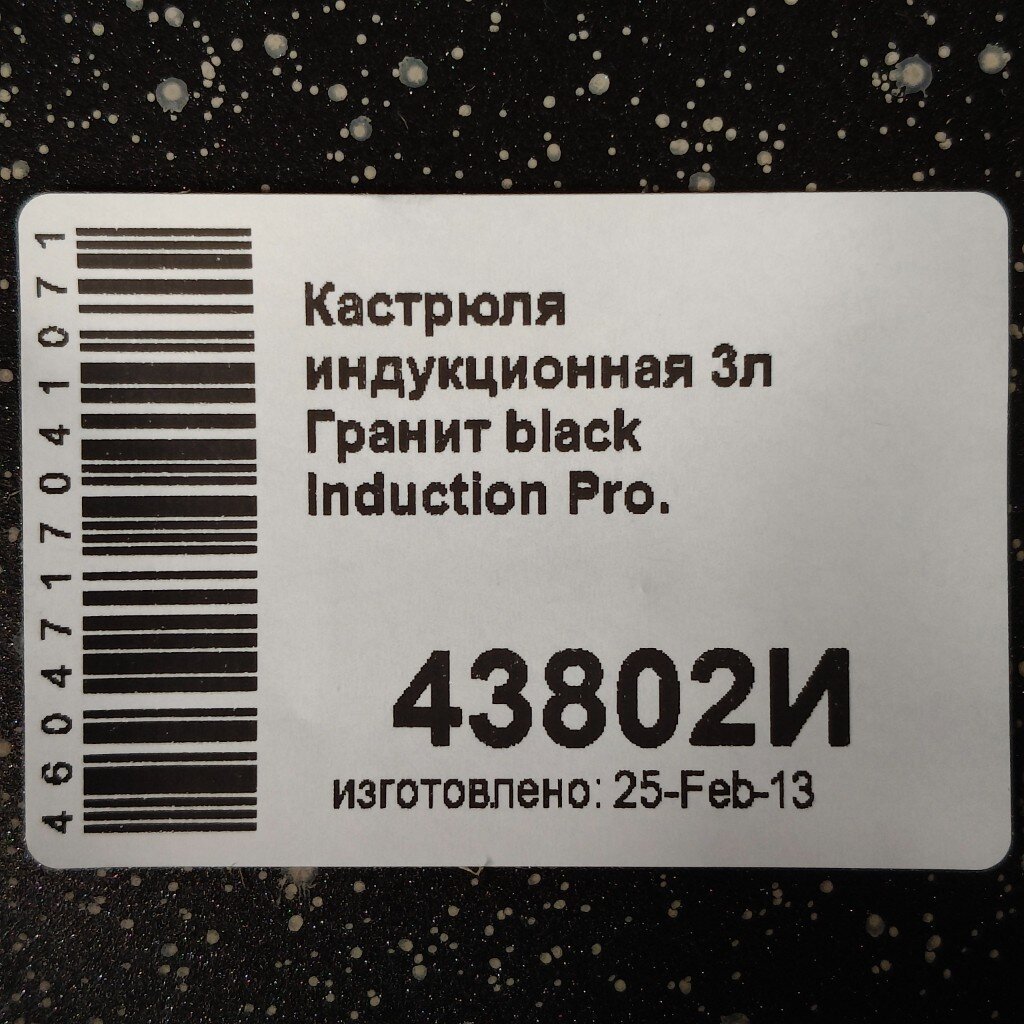 Кастрюля
индукционная 3л
Гранит black
Induction Pro.
43802И
изготовлено: 25-Feb-13
4604717041071